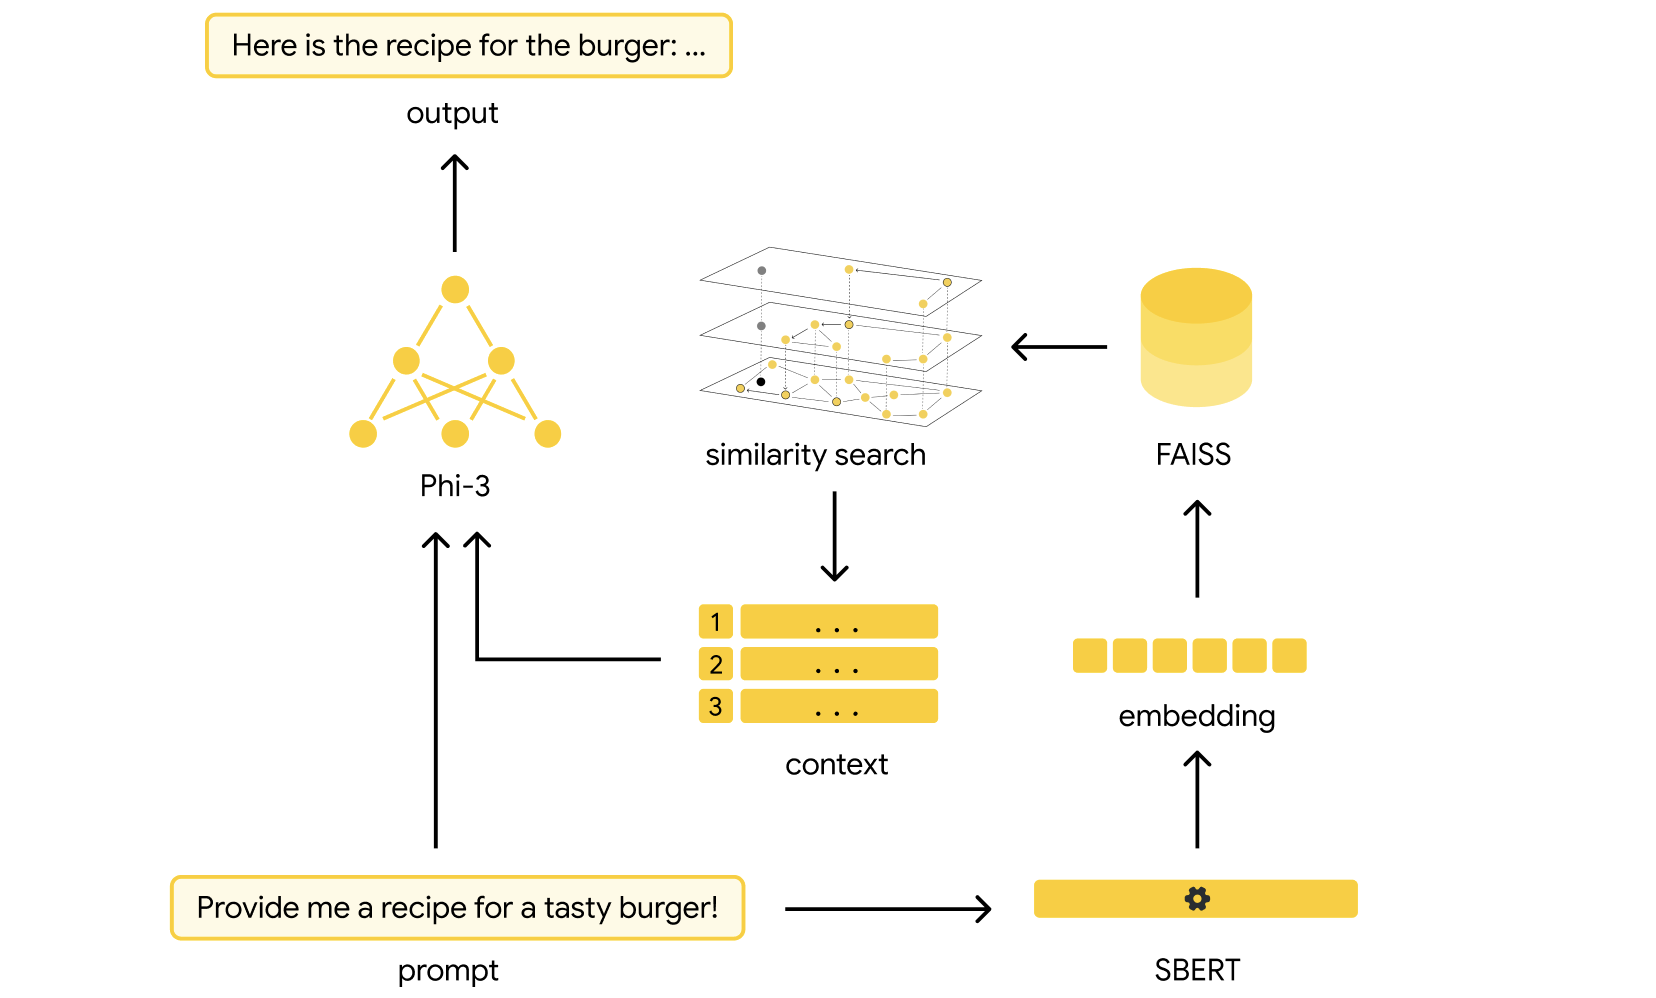 Here is the recipe for the burger: ...
output
Phi-3
similarity search
FAISS
1 ...
2 ...
3 ...
context
embedding
Provide me a recipe for a tasty burger!
prompt
SBERT